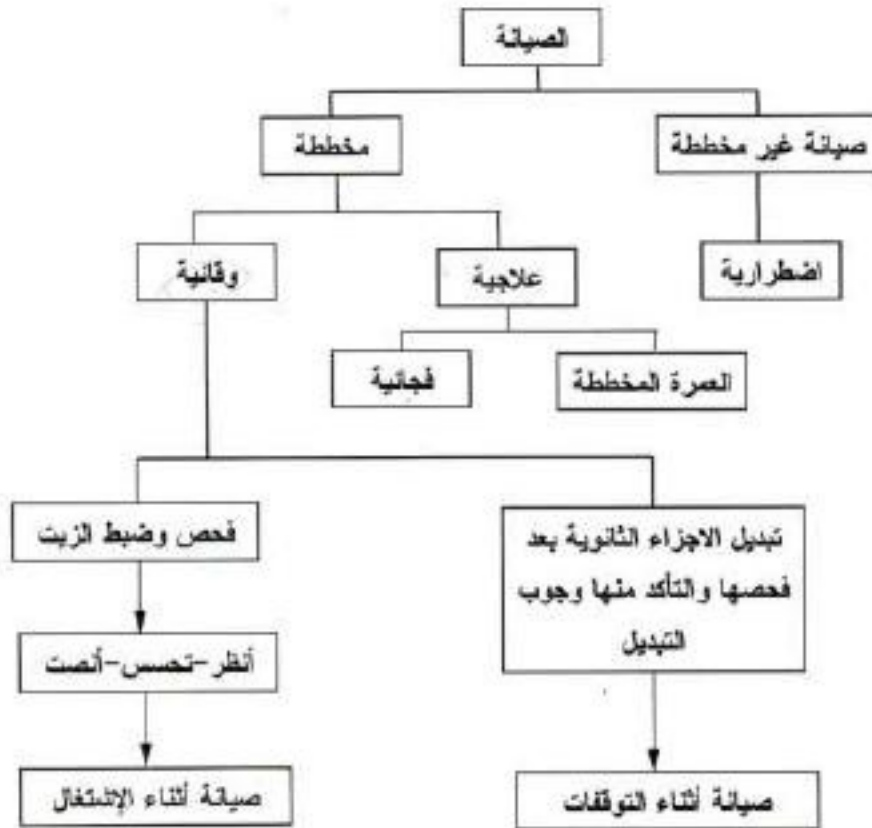 الصيانة
مخططة
صيانة غير مخططة
وقائية
علاجية
اضطرارية
فجائية
العمرة المخططة
فحص وضبط الزيت
تبديل الاجزاء الثانوية بعد
فحصها والتأكد منها وجوب
التبديل
أنظر-تحسس-أنصت
صيانة أثناء الإشتغال
صيانة أثناء التوقفات